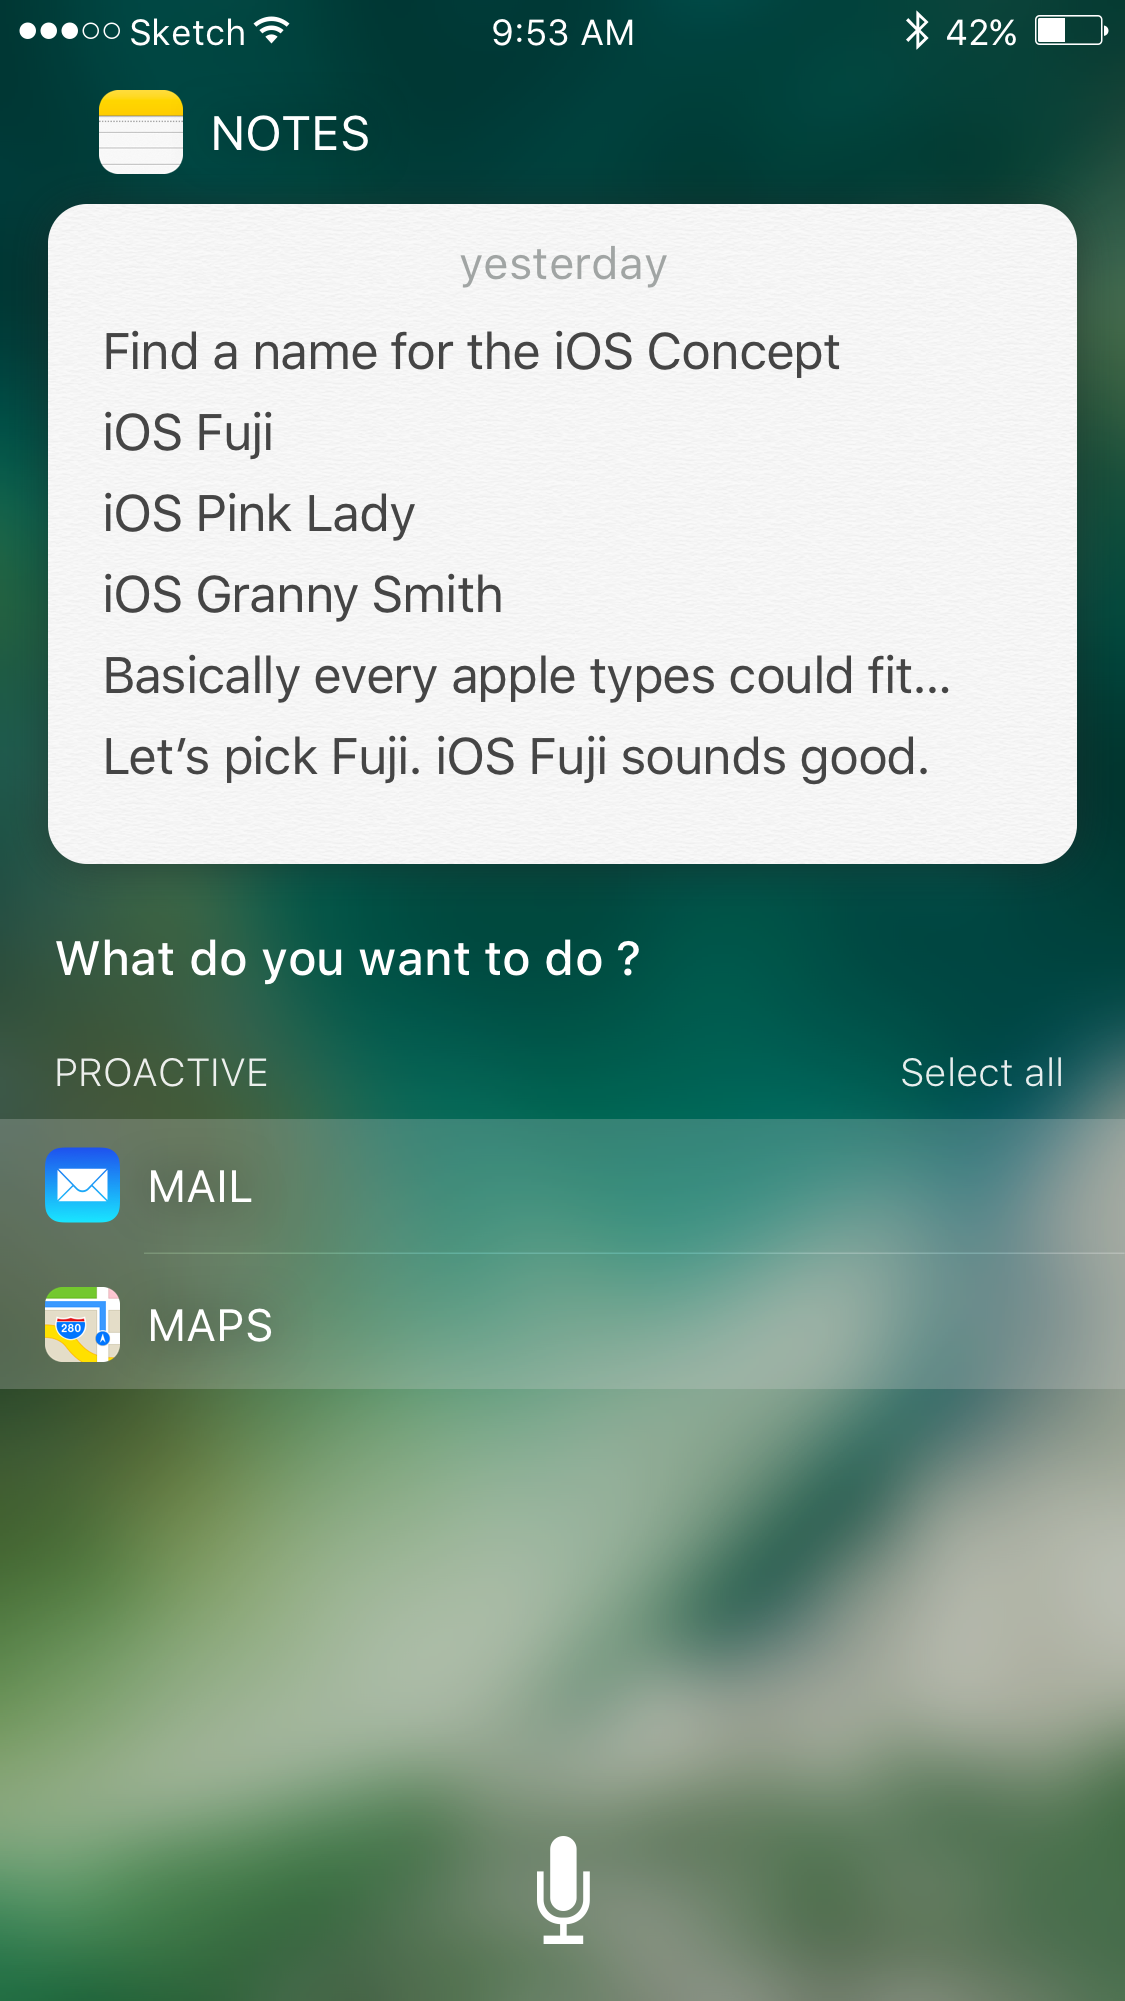 Sketch 9:53 AM 42%
NOTES
yesterday
Find a name for the iOS Concept
iOS Fuji
iOS Pink Lady
iOS Granny Smith
Basically every apple types could fit...
Let’s pick Fuji. iOS Fuji sounds good.
What do you want to do ?
PROACTIVE Select all
MAIL
280
MAPS